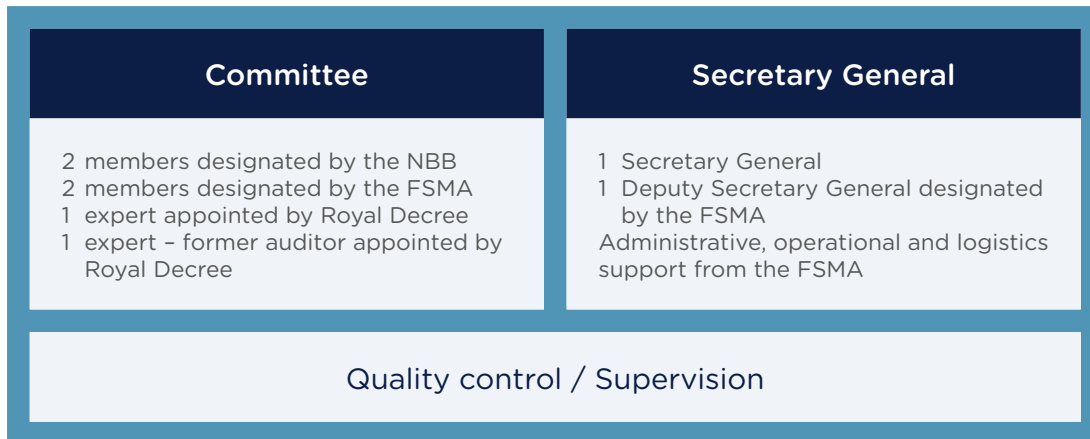 Committee
2 members designated by the NBB
2 members designated by the FSMA
1 expert appointed by Royal Decree
1 expert – former auditor appointed by
Royal Decree
Secretary General
1 Secretary General
1 Deputy Secretary General designated
by the FSMA
Administrative, operational and logistics
support from the FSMA
Quality control / Supervision